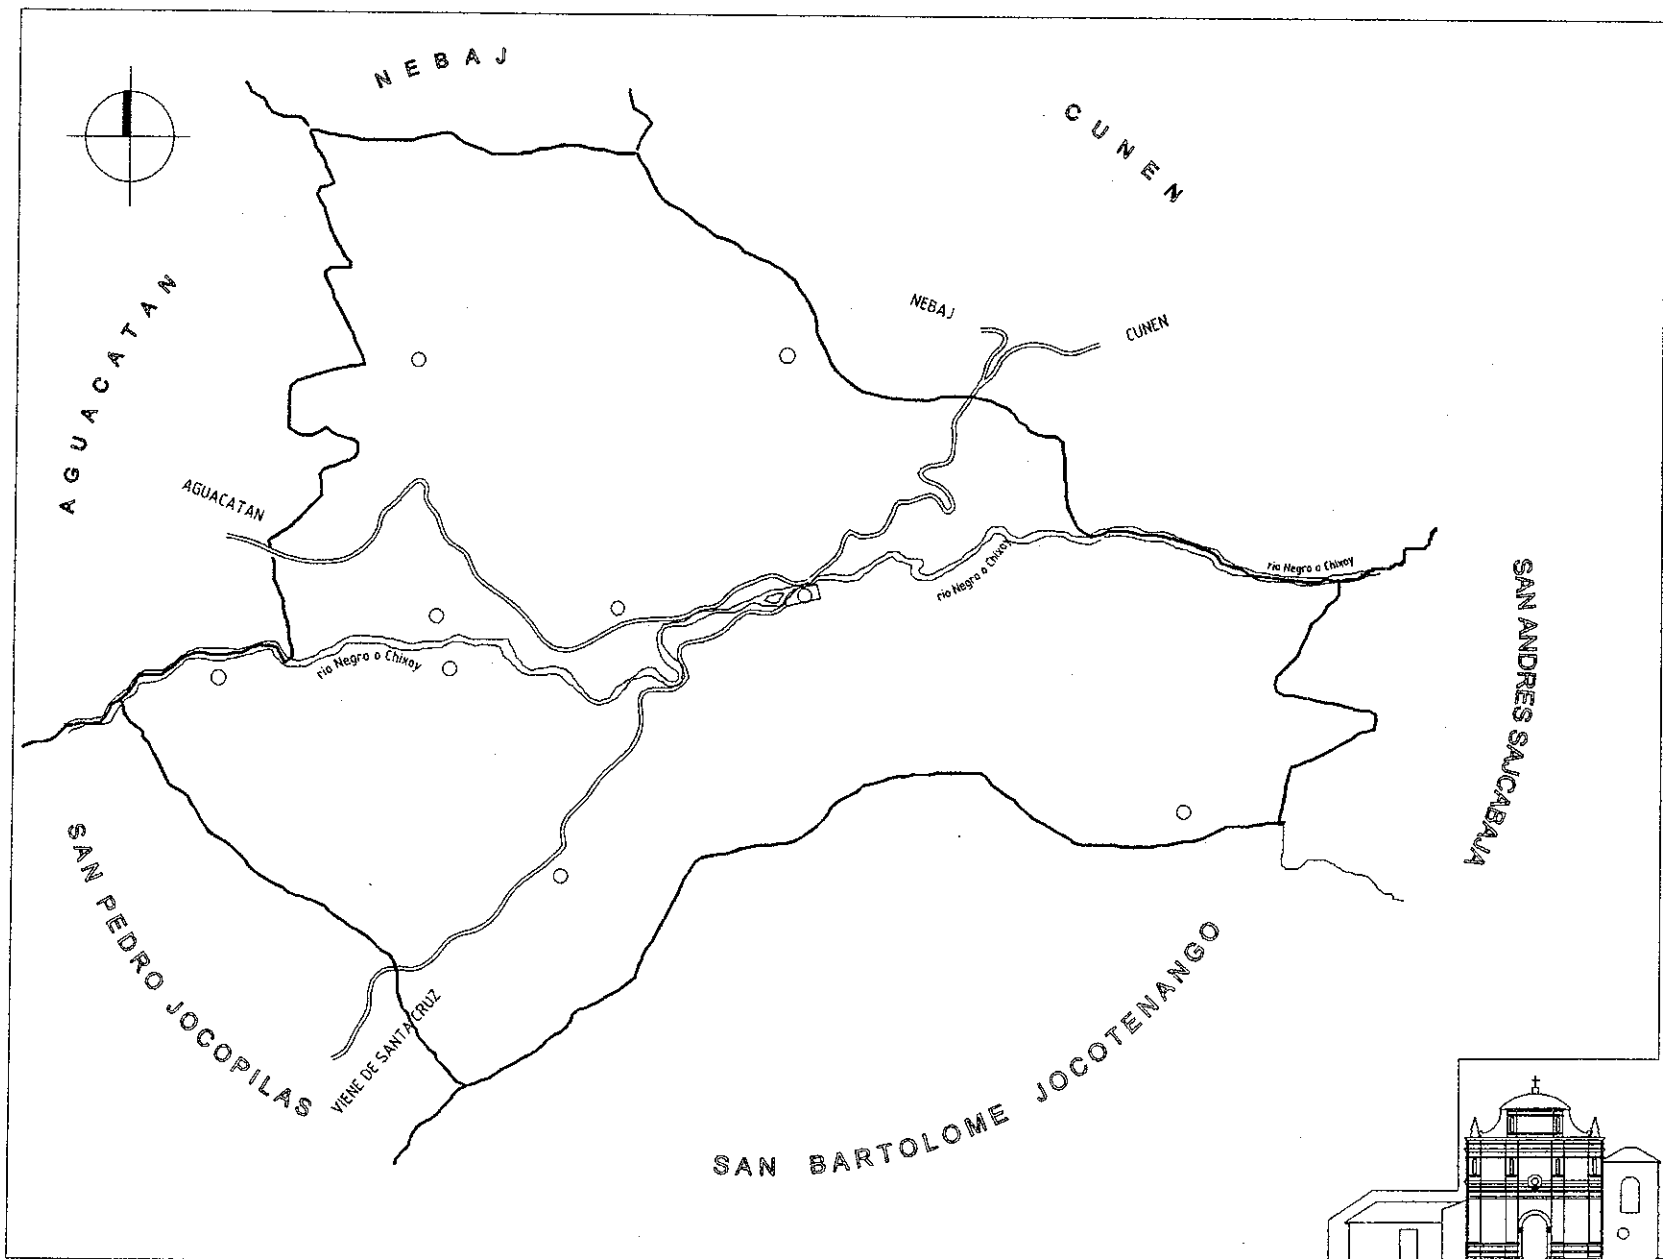 NEBAJ
CUNEN
AGUACATAN
NEBAJ
CUNEN
AGUACATAN
rio Negro o Chixoy
rio Negro o Chixoy
rio Negro o Chixoy
SAN ANDRES SAJCABAJA
SAN PEDRO JOCOPILAS
VIENE DE SANTA CRUZ
SAN BARTOLOME JOCOTENANGO